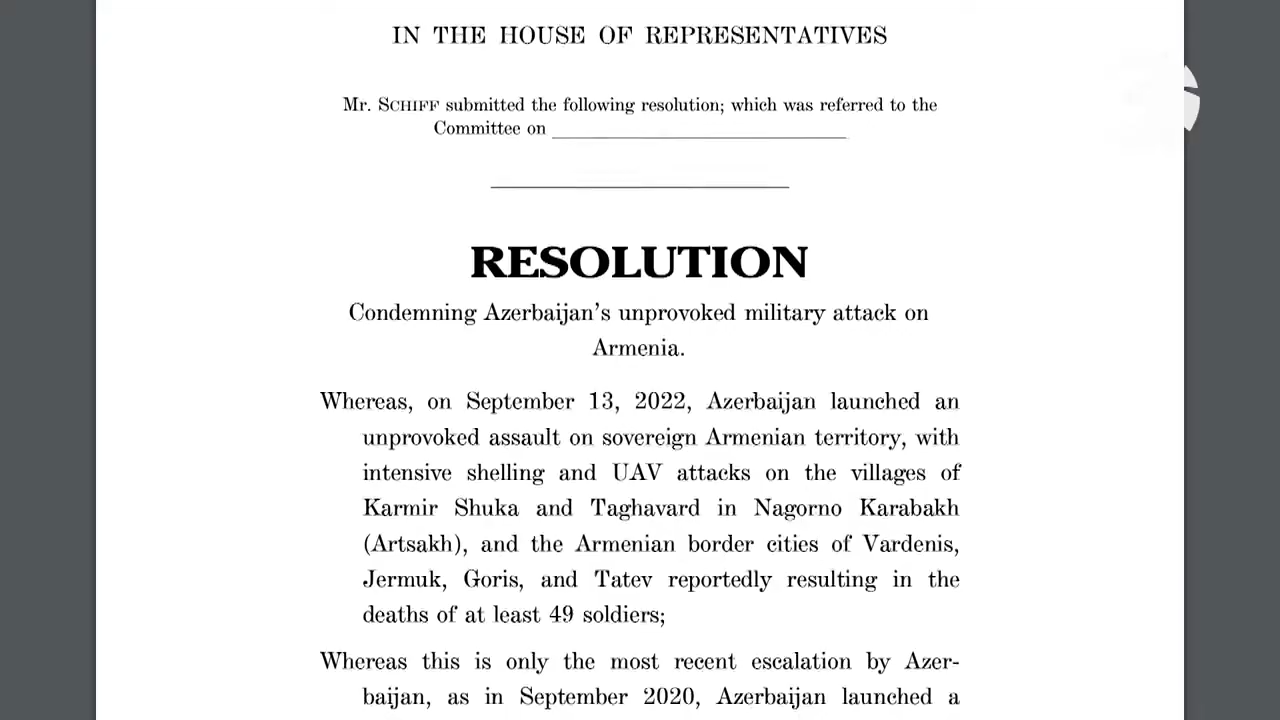 IN THE HOUSE OF REPRESENTATIVES
Mr. SCHIFF submitted the following resolution; which was referred to the
Committee on
RESOLUTION
Condemning Azerbaijan's unprovoked military attack on
Armenia.
Whereas, on September 13, 2022, Azerbaijan launched an
unprovoked assault on sovereign Armenian territory, with
intensive shelling and UAV attacks on the villages of
Karmir Shuka and Taghavard in Nagorno Karabakh
(Artsakh), and the Armenian border cities of Vardenis,
Jermuk, Goris, and Tatev reportedly resulting in the
deaths of at least 49 soldiers;
Whereas this is only the most recent escalation by Azer-
baijan, as in September 2020, Azerbaijan launched a